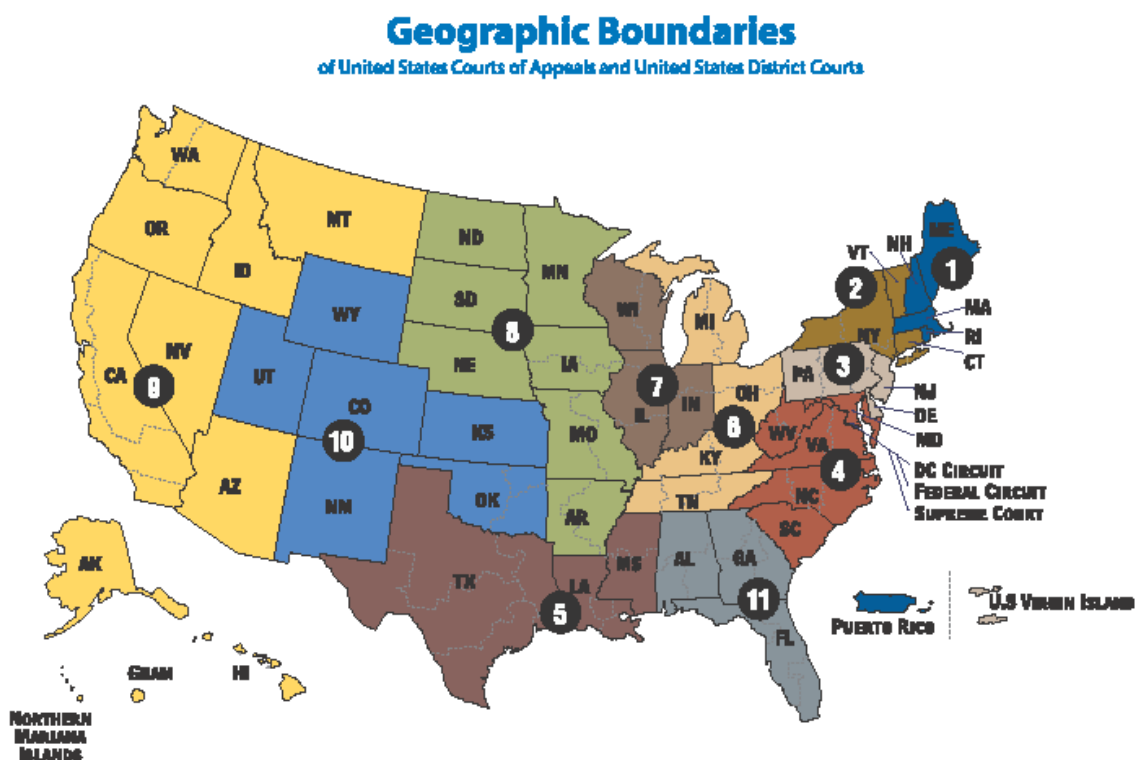 Geographic Boundaries
of United States Courts of Appeals and United States District Courts
WA
MT
ND
MN
ME
OR
ID
VT
NH
1
SD
WI
2
WY
MI
MA
8
NY
RI
NV
NE
IA
CT
CA
9
UT
7
PA
3
OH
NJ
CO
IL
IN
6
DE
10
KS
MO
WV
VA
MD
KY
4
DC CIRCUIT
AZ
NM
OK
TN
NC
FEDERAL CIRCUIT
AR
SC
SUPREME COURT
AK
TX
MS
AL
GA
LA
5
11
U.S VIRGIN ISLAND
PUERTO RICO
FL
GUAM
HI
NORTHERN
MARIANA
ISLANDS